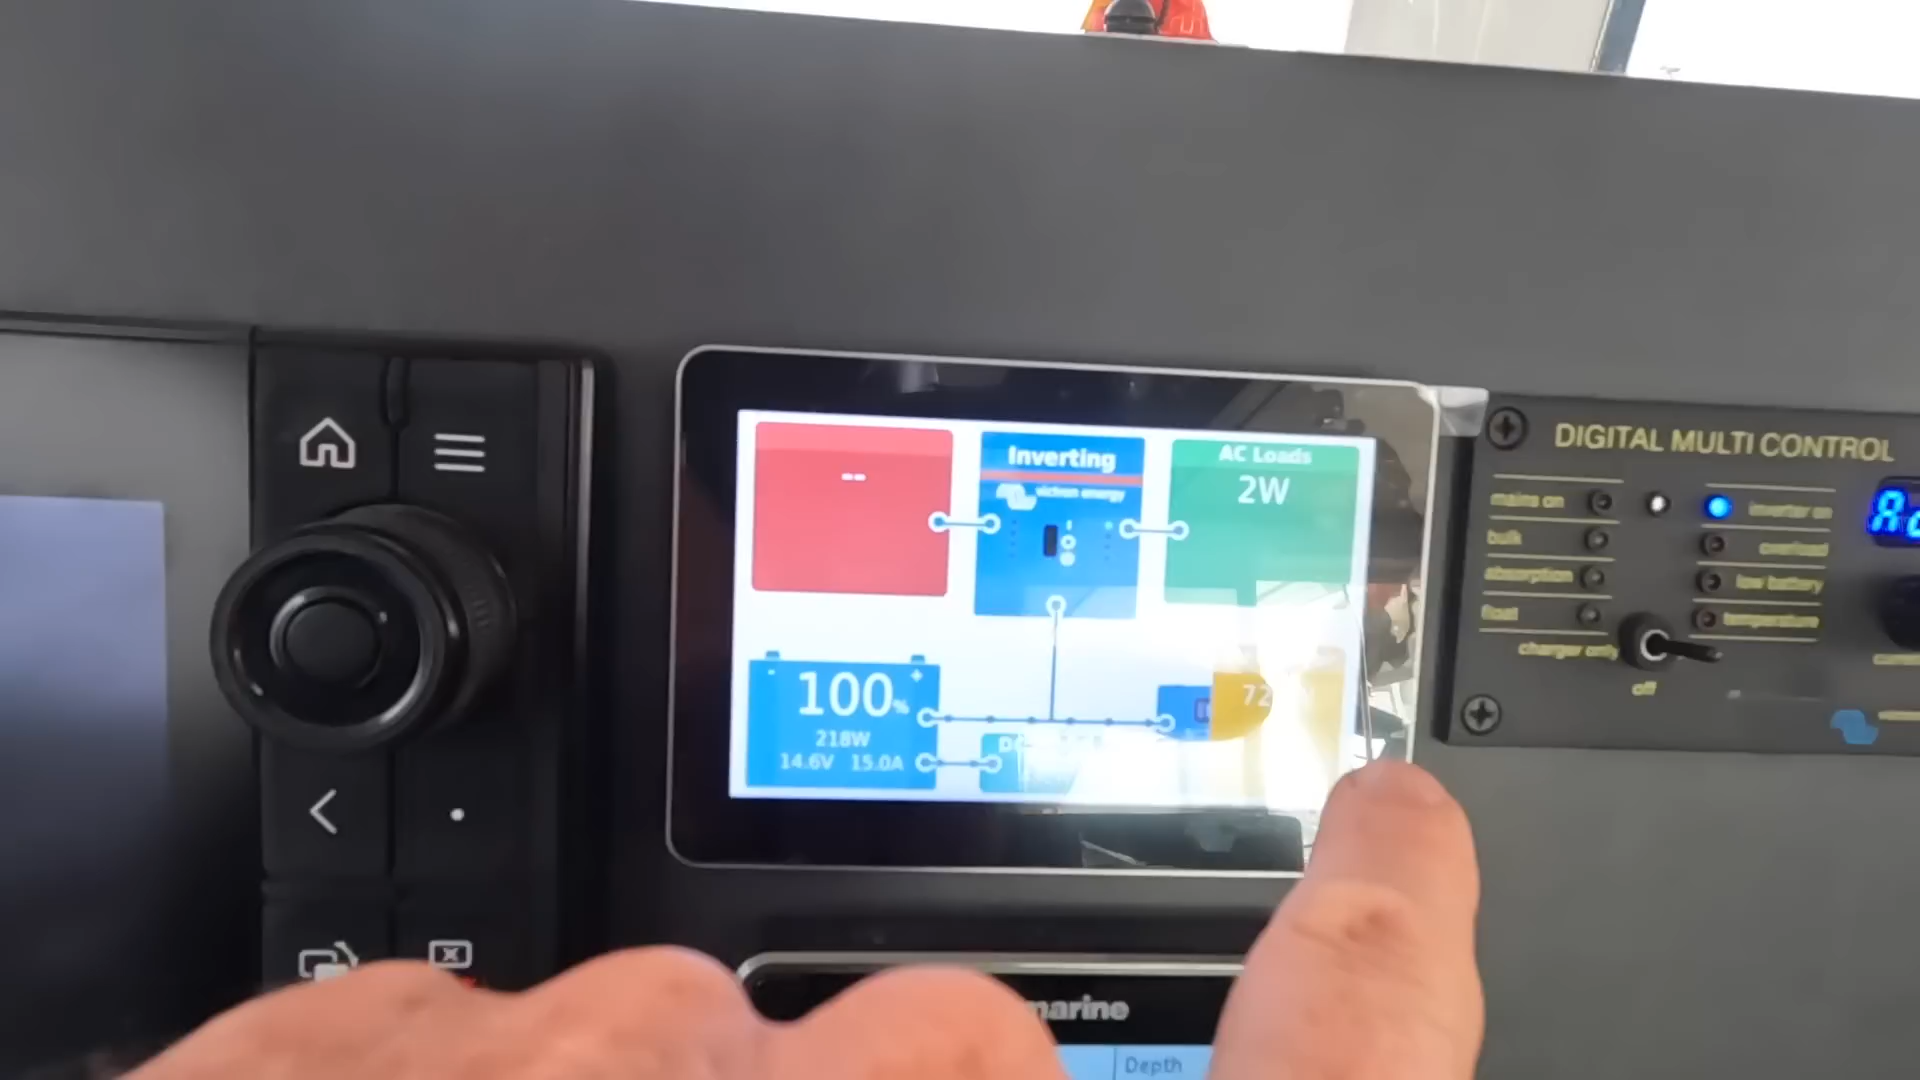 --
Inverting
victron energy
AC Loads
2W
100%
218W
14.6V 15.0A
72
DIGITAL MULTI CONTROL
mains on
inverter on
bulk
overload
absorption
low battery
float
temperature
charger only
off
marine
Depth